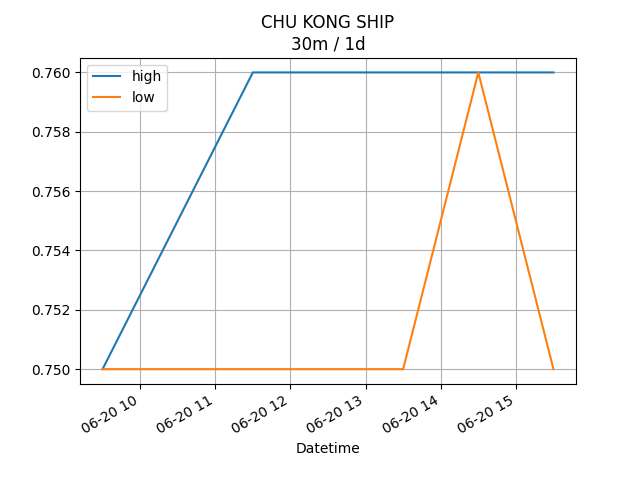 CHU KONG SHIP
30m / 1d
high
low
0.760
0.758
0.756
0.754
0.752
0.750
06-20 10
06-20 11
06-20 12
06-20 13
06-20 14
06-20 15
Datetime